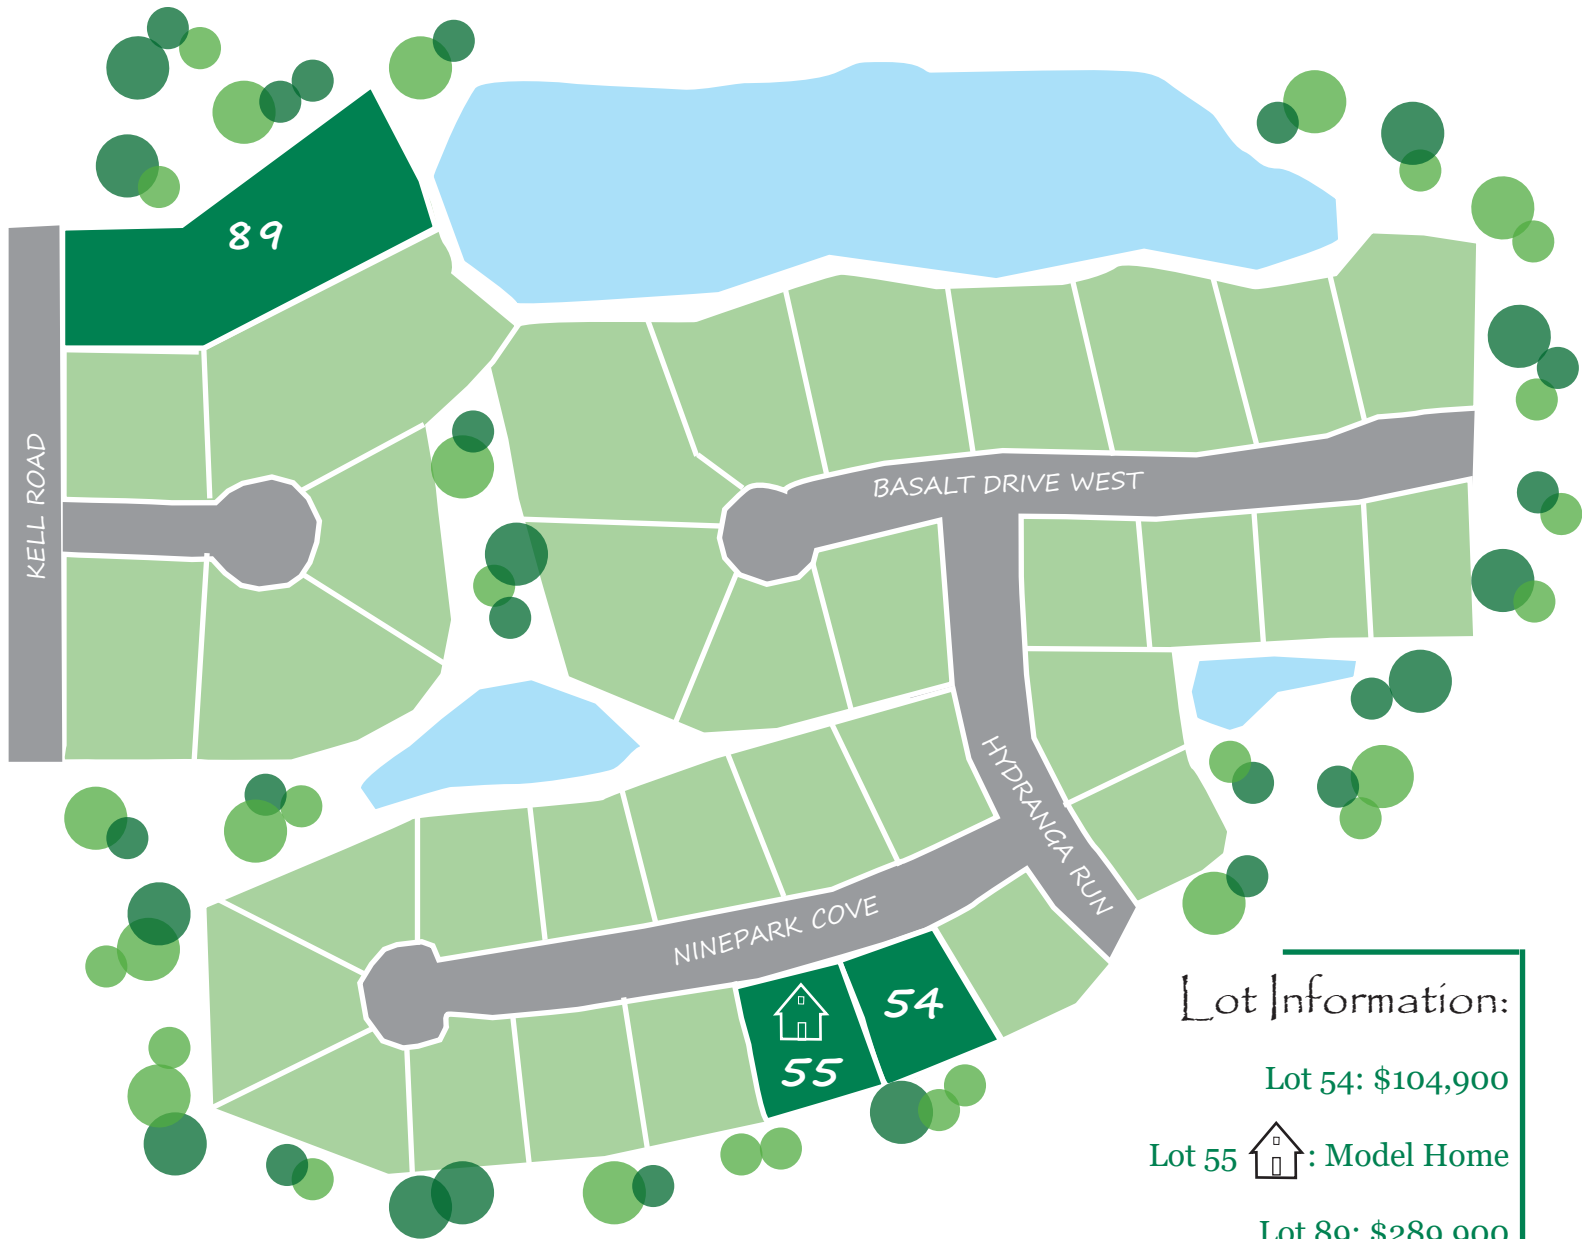 89
KELL ROAD
BASALT DRIVE WEST
HYDRANGA RUN
NINEPARK COVE
54
55
Lot Information:
Lot 54: $104,900
Lot 55 : Model Home
Lot 89: $289,900